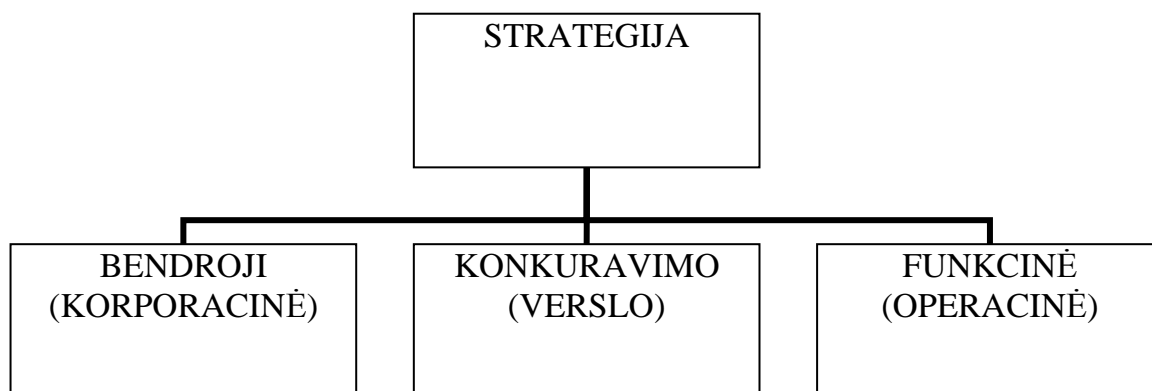 STRATEGIJA
BENDROJI
(KORPORACINĖ)
KONKURAVIMO
(VERSLO)
FUNKCINĖ
(OPERACINĖ)